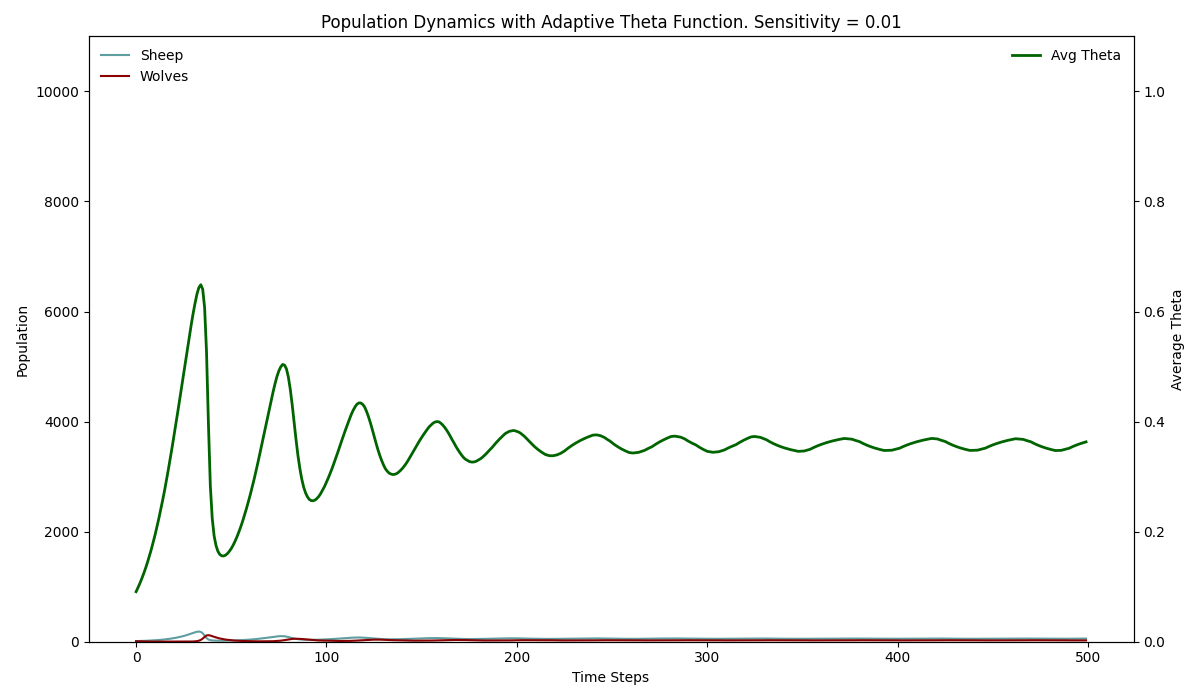 Population Dynamics with Adaptive Theta Function. Sensitivity = 0.01
Sheep
Wolves
Avg Theta
Population
10000
8000
6000
4000
2000
0
1.0
0.8
0.6
0.4
0.2
0.0
Average Theta
0 100 200 300 400 500
Time Steps